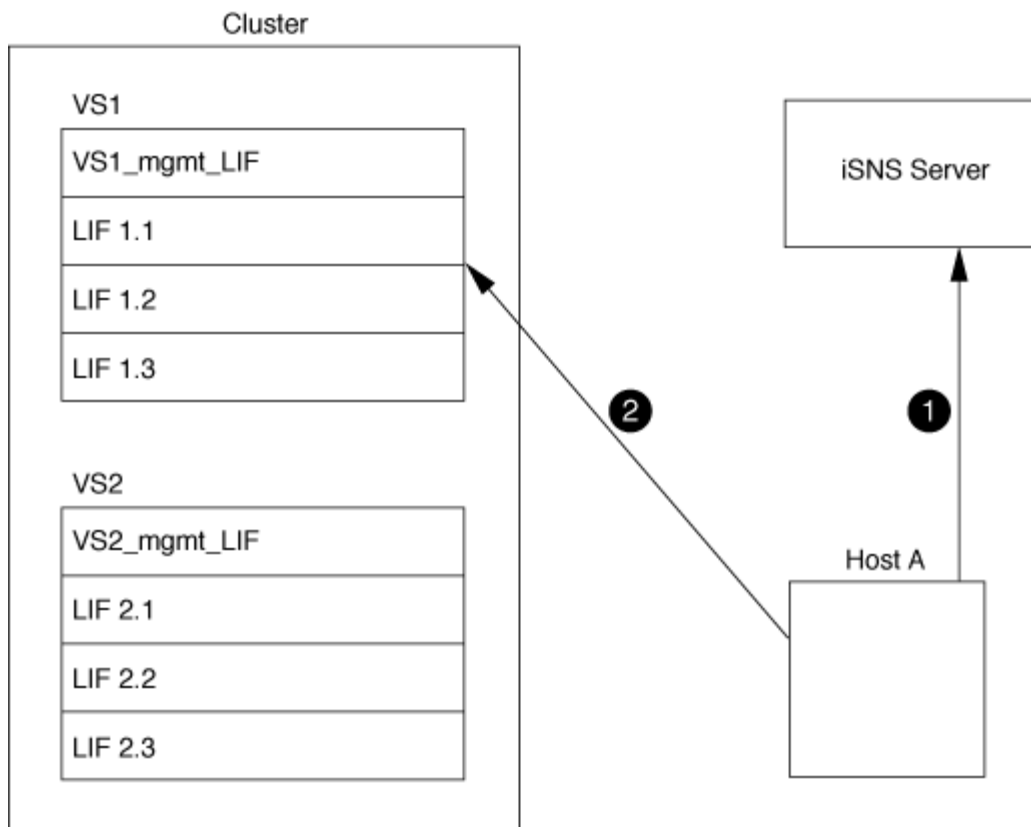 Cluster
VS1
VS1_mgmt_LIF
LIF 1.1
LIF 1.2
LIF 1.3
VS2
VS2_mgmt_LIF
LIF 2.1
LIF 2.2
LIF 2.3
iSNS Server
2
1
Host A